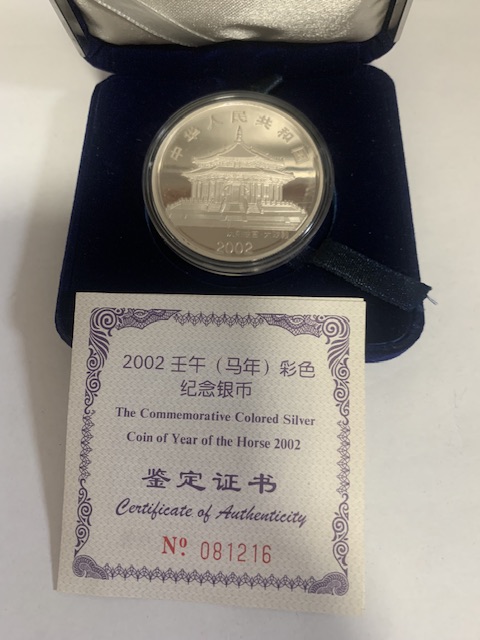 中华人民共和国
2002
2002 壬午（马年）彩色
纪念银币
The Commemorative Colored Silver
Coin of Year of the Horse 2002
鉴定证书
Certificate of Authenticity
Nº 081216